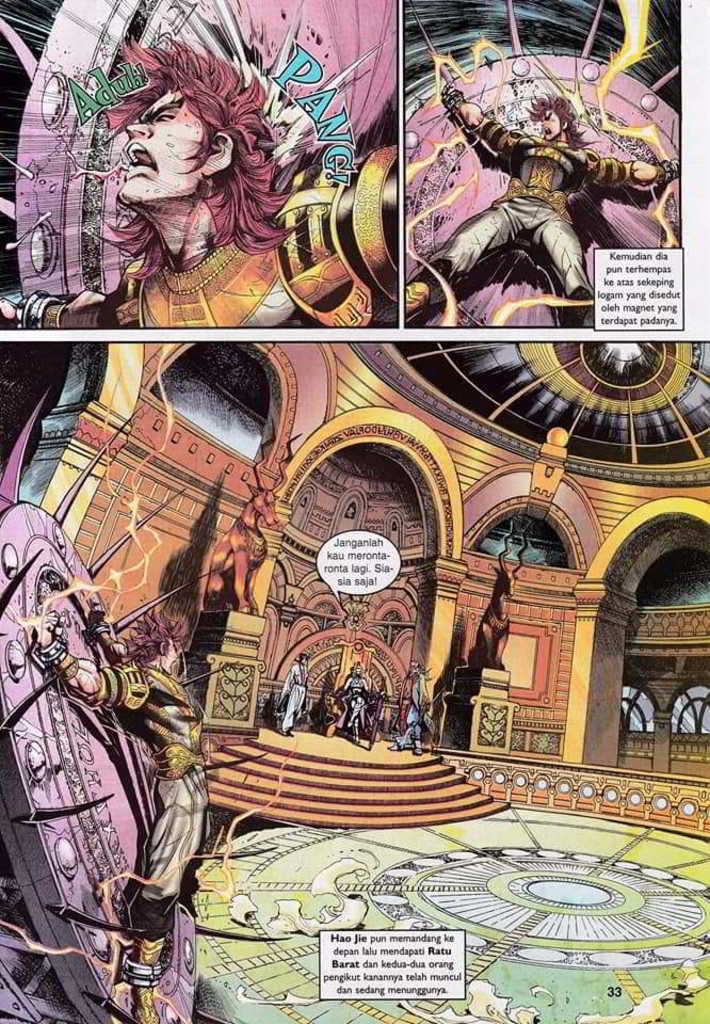 Aduh
PANG!
Kemudian dia
pun terhempas
ke atas sekeping
logam yang disedut
oleh magnet yang
terdapat padanya.
Janganlah
kau meronta-
ronta lagi. Sia-
sia saja!
Hao Jie pun memandang ke
depan lalu mendapati Ratu
Barat dan kedua-dua orang
pengikut kanannya telah muncul
dan sedang menunggunya.
33